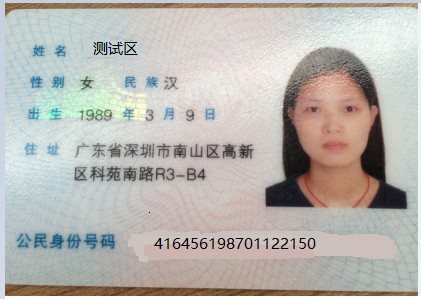 姓 名 测试区
性 别 女 民 族 汉
出 生 1989 年 3 月 9 日
住 址 广东省深圳市南山区高新
区科苑南路R3-B4
公民身份号码 416456198701122150